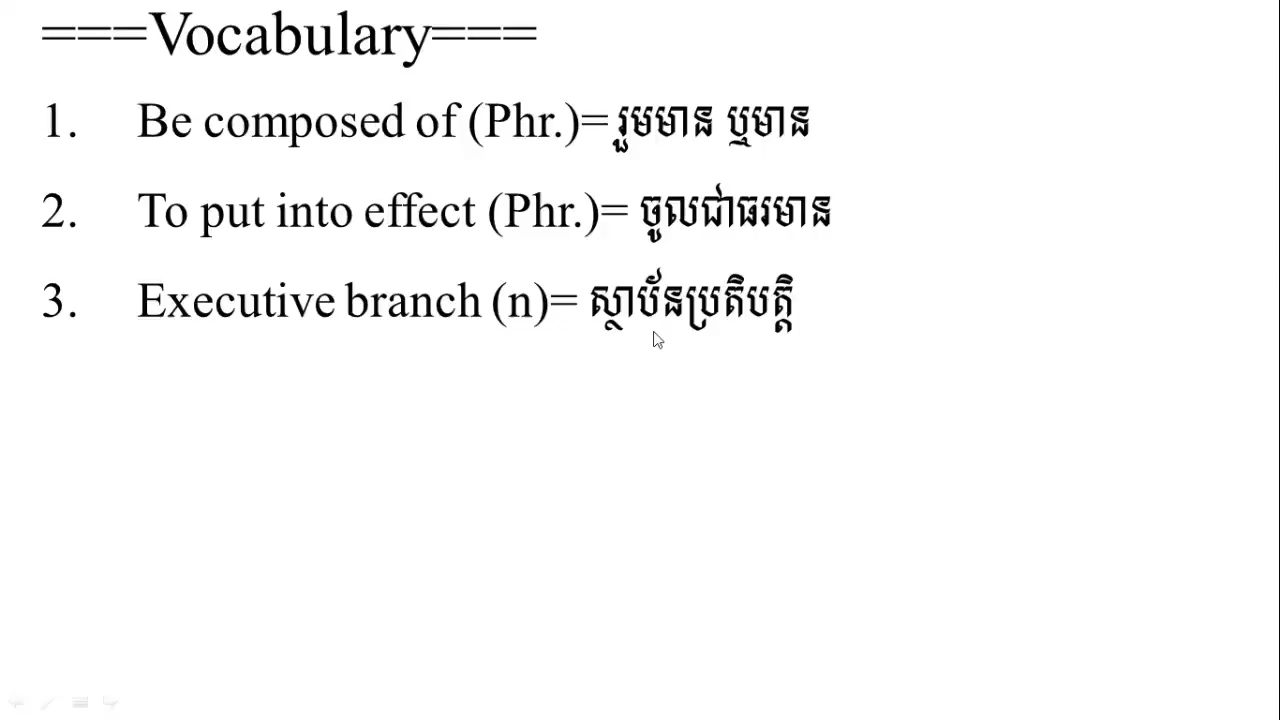 ===Vocabulary===
1. Be composed of (Phr.)= រួមមាន ឬមាន
2. To put into effect (Phr.)= ចូលជាធរមាន
3. Executive branch (n)= ស្ថាប័នប្រតិបត្តិ